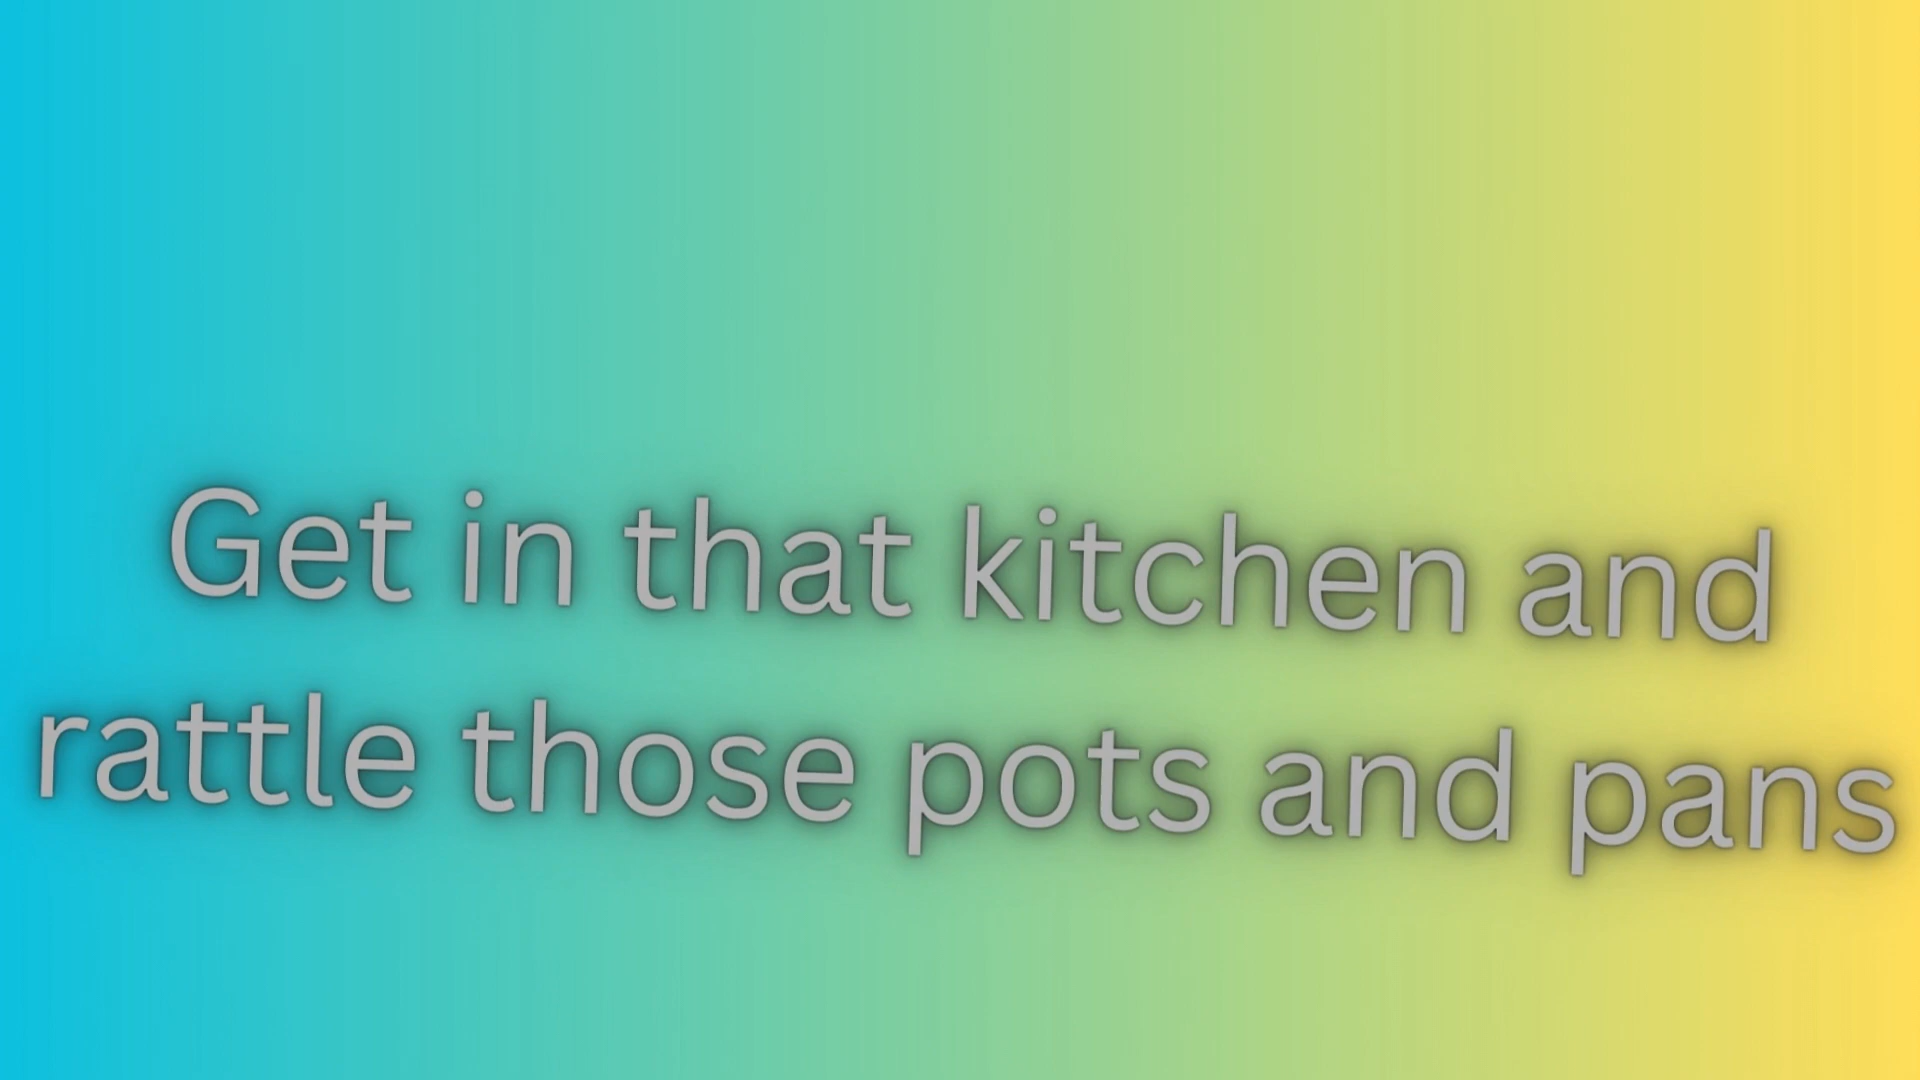 Get in that kitchen and
rattle those pots and pans